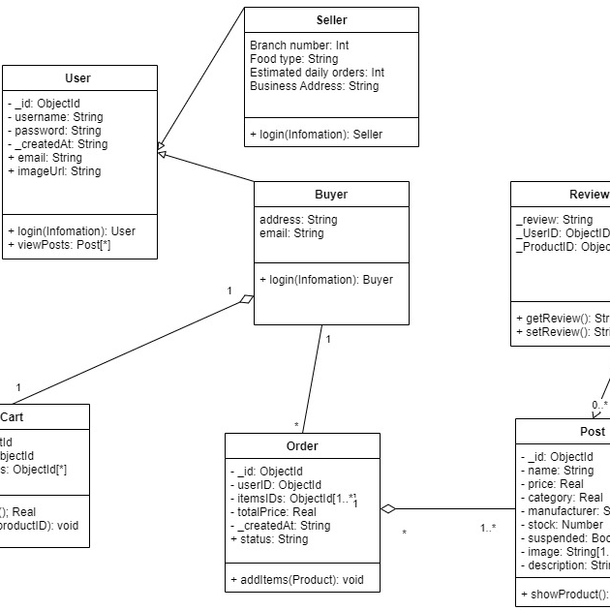 Seller
Branch number: Int
Food type: String
Estimated daily orders: Int
Business Address: String
+ login(Infomation): Seller
User
- _id: ObjectId
- username: String
- password: String
- _createdAt: String
+ email: String
+ imageUrl: String
+ login(Infomation): User
+ viewPosts: Post[*]
Buyer
address: String
email: String
+ login(Infomation): Buyer
Review
_review: String
_UserID: ObjectID
_ProductID: Objec
+ getReview(): Str
+ setReview(): Stri
1
1
1
*
0..*
Cart
tId
bjectId
s: ObjectId[*]
(); Real
productID): void
Order
- _id: ObjectId
- userID: ObjectId
- itemsIDs: ObjectId[1..*
1
1
- totalPrice: Real
- _createdAt: String
+ status: String
+ addItems(Product): void
*
1..*
Post
- _id: ObjectId
- name: String
- price: Real
- category: Real
- manufacturer: S
- stock: Number
- suspended: Boo
- image: String[1.
- description: Strin
+ showProduct():